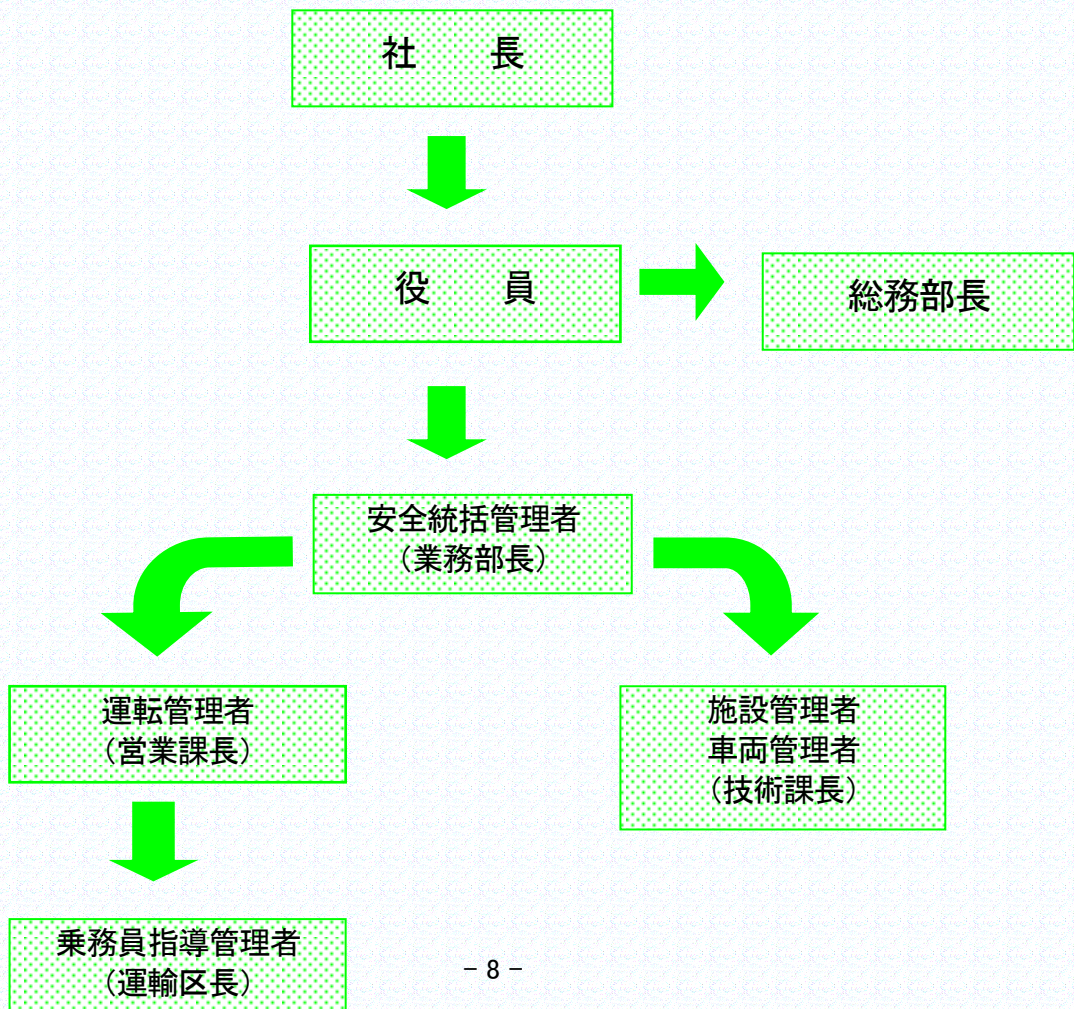 社　　長
役　　員
総務部長
安全統括管理者
（業務部長）
運転管理者
（営業課長）
施設管理者
車両管理者
（技術課長）
乗務員指導管理者
（運輸区長）
－8－